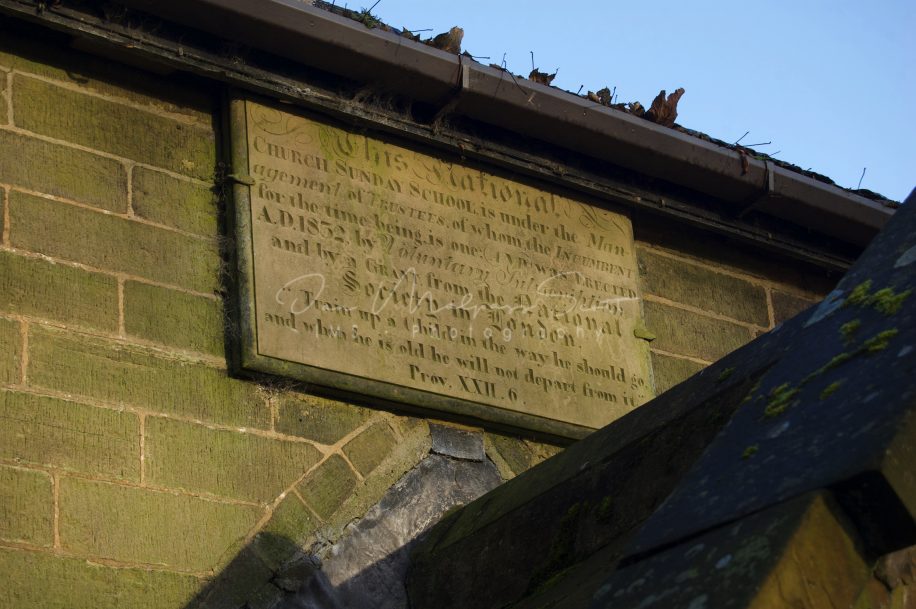 This National
CHURCH SUNDAY SCHOOL is under the Man
agement of TRUSTEES of whom the INCUMBENT
for the time being is one AND WAS ERECTED
A.D. 1832 by Voluntary Subscription
and by a GRANT from the National
Society in London.
"Train up a child in the way he should go
and when he is old he will not depart from it"
Prov. XXII. 6.
Photography